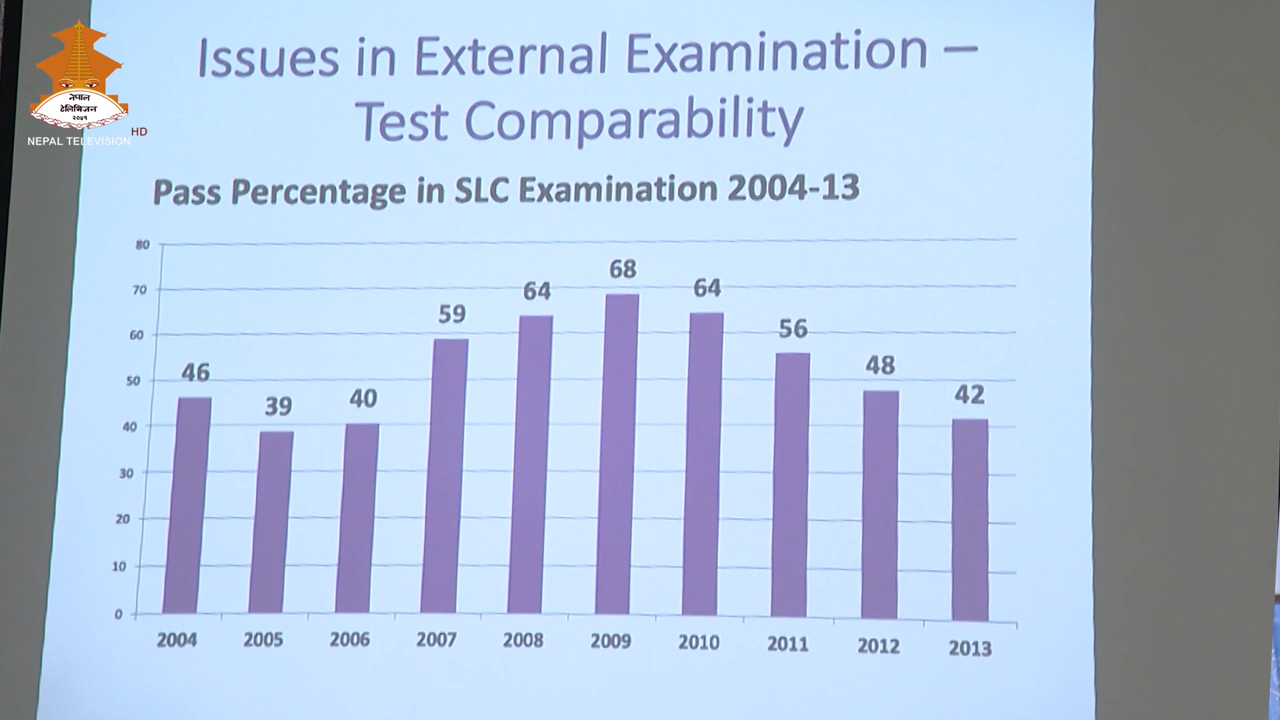 नेपाल
टेलिभिजन
२०४१
NEPAL TELEVISION HD
Issues in External Examination –
Test Comparability
Pass Percentage in SLC Examination 2004-13
80
70
60
50
40
30
20
10
0
46
39
40
59
64
68
64
56
48
42
2004 2005 2006 2007 2008 2009 2010 2011 2012 2013